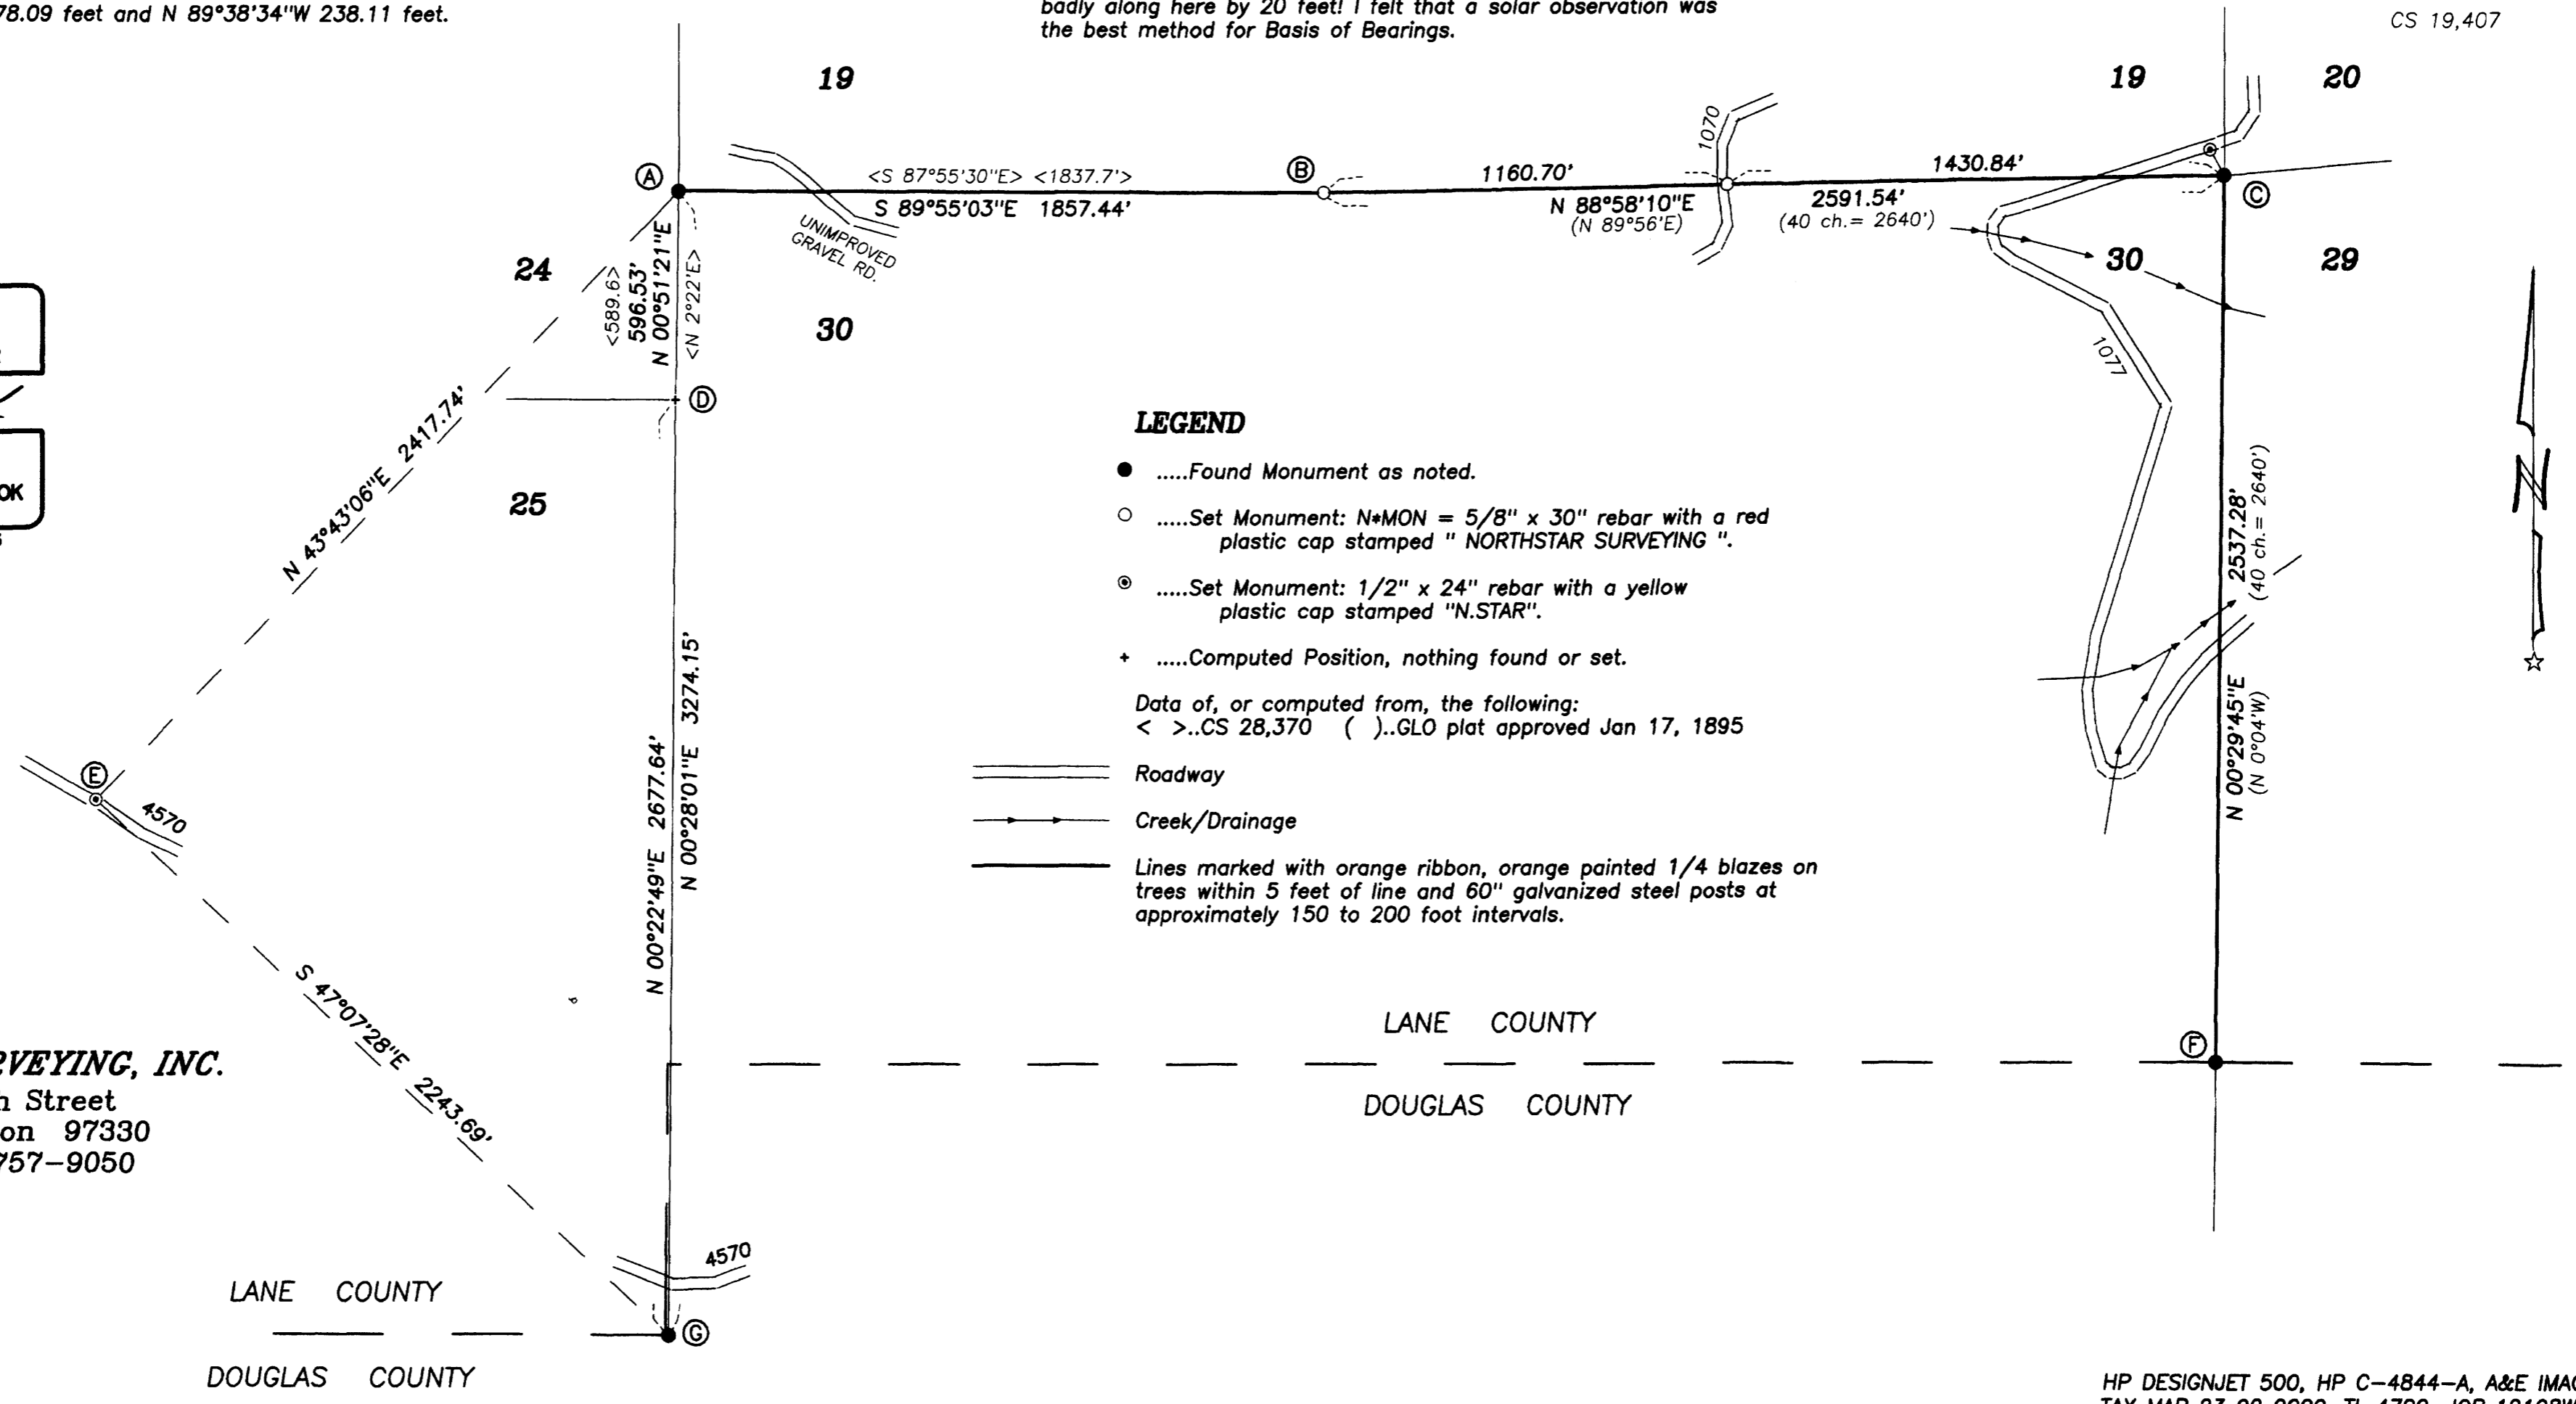 78.09 feet and N 89°38'34"W 238.11 feet.
badly along here by 20 feet! I felt that a solar observation was
the best method for Basis of Bearings.
CS 19,407
19
19
20
1070
Ⓐ
<S 87°55'30"E> <1837.7'>
S 89°55'03"E 1857.44'
Ⓑ
1160.70'
1430.84'
N 88°58'10"E
(N 89°56'E)
2591.54'
(40 ch.= 2640')
Ⓒ
UNIMPROVED
GRAVEL RD.
24
<589.6>
596.53'
N 00°51'21"E
<N 2°22'E>
30
30
29
1077
Ⓓ
N 43°43'06"E 2417.74'
25
LEGEND
.....Found Monument as noted.
.....Set Monument: N*MON = 5/8" x 30" rebar with a red
plastic cap stamped " NORTHSTAR SURVEYING ".
.....Set Monument: 1/2" x 24" rebar with a yellow
plastic cap stamped "N.STAR".
+ .....Computed Position, nothing found or set.
Data of, or computed from, the following:
< >..CS 28,370 ( )..GLO plat approved Jan 17, 1895
Roadway
Creek/Drainage
Lines marked with orange ribbon, orange painted 1/4 blazes on
trees within 5 feet of line and 60" galvanized steel posts at
approximately 150 to 200 foot intervals.
OK
N
N 00°29'45"E 2537.28'
(N 0°04'W) (40 ch.= 2640')
Ⓔ
4570
N 00°22'49"E 2677.64'
N 00°28'01"E 3274.15'
S 47°07'28"E 2243.69'
LANE COUNTY
DOUGLAS COUNTY
Ⓕ
RVEYING, INC.
h Street
on 97330
757-9050
4570
Ⓖ
LANE COUNTY
DOUGLAS COUNTY
HP DESIGNJET 500, HP C-4844-A, A&E IMAG